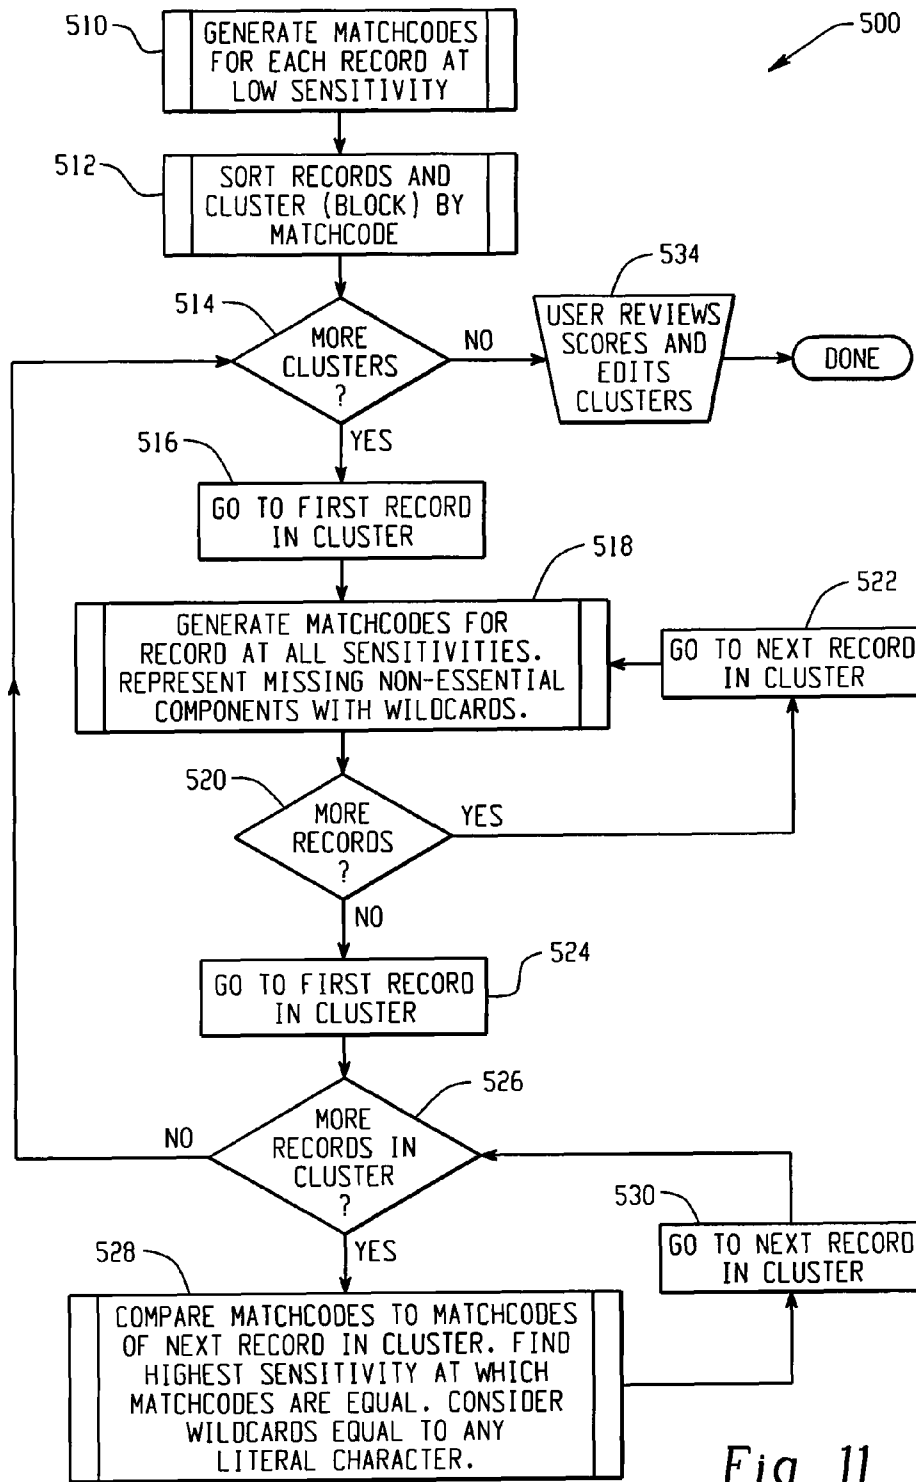 510
GENERATE MATCHCODES
FOR EACH RECORD AT
LOW SENSITIVITY
500
512
SORT RECORDS AND
CLUSTER (BLOCK) BY
MATCHCODE
514
MORE
CLUSTERS
?
NO
534
USER REVIEWS
SCORES AND
EDITS
CLUSTERS
DONE
YES
516
GO TO FIRST RECORD
IN CLUSTER
518
GENERATE MATCHCODES FOR
RECORD AT ALL SENSITIVITIES.
REPRESENT MISSING NON-ESSENTIAL
COMPONENTS WITH WILDCARDS.
522
GO TO NEXT RECORD
IN CLUSTER
520
MORE
RECORDS
?
YES
NO
524
GO TO FIRST RECORD
IN CLUSTER
526
MORE
RECORDS IN
CLUSTER
?
NO
YES
530
GO TO NEXT RECORD
IN CLUSTER
528
COMPARE MATCHCODES TO MATCHCODES
OF NEXT RECORD IN CLUSTER. FIND
HIGHEST SENSITIVITY AT WHICH
MATCHCODES ARE EQUAL. CONSIDER
WILDCARDS EQUAL TO ANY
LITERAL CHARACTER.
Fig. 11